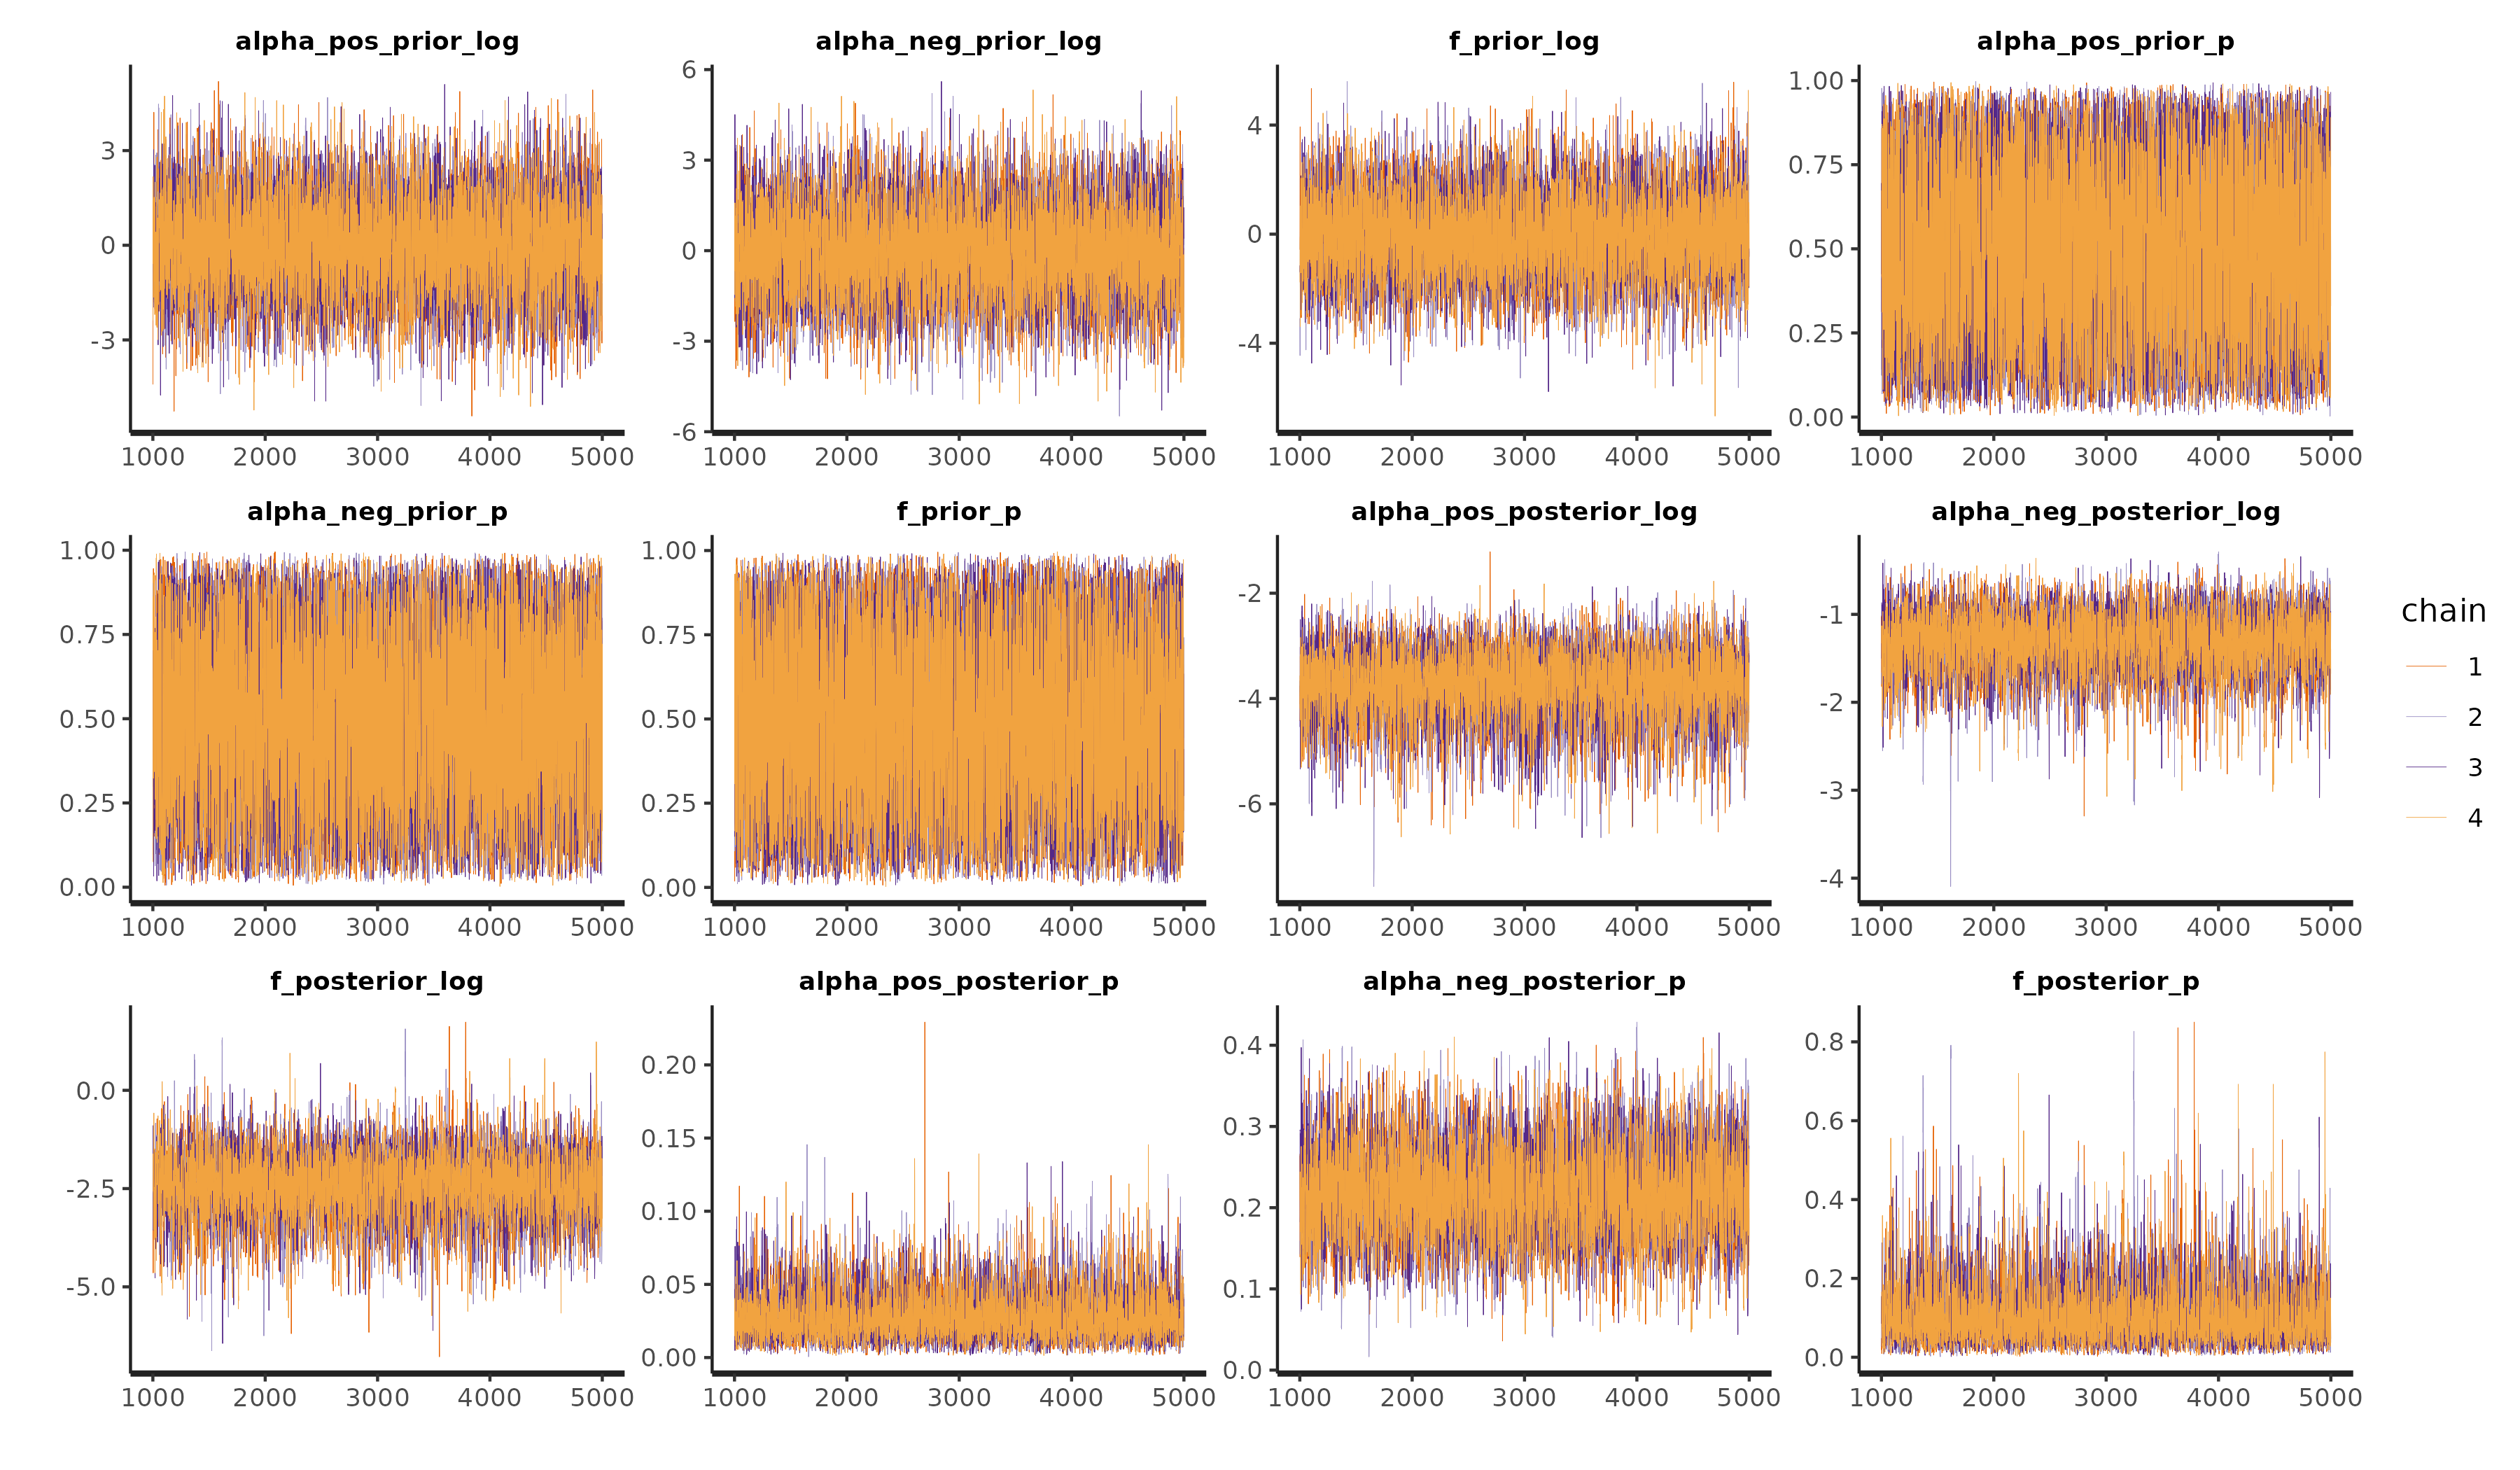 alpha_pos_prior_log
alpha_neg_prior_log
f_prior_log
alpha_pos_prior_p
3
0
-3
1000 2000 3000 4000 5000
6
3
0
-3
-6
1000 2000 3000 4000 5000
4
0
-4
1000 2000 3000 4000 5000
1.00
0.75
0.50
0.25
0.00
1000 2000 3000 4000 5000
alpha_neg_prior_p
f_prior_p
alpha_pos_posterior_log
alpha_neg_posterior_log
1.00
0.75
0.50
0.25
0.00
1000 2000 3000 4000 5000
1.00
0.75
0.50
0.25
0.00
1000 2000 3000 4000 5000
-2
-4
-6
1000 2000 3000 4000 5000
-1
-2
-3
-4
1000 2000 3000 4000 5000
f_posterior_log
alpha_pos_posterior_p
alpha_neg_posterior_p
f_posterior_p
0.0
-2.5
-5.0
1000 2000 3000 4000 5000
0.20
0.15
0.10
0.05
0.00
1000 2000 3000 4000 5000
0.4
0.3
0.2
0.1
0.0
1000 2000 3000 4000 5000
0.8
0.6
0.4
0.2
0.0
1000 2000 3000 4000 5000
chain
1
2
3
4